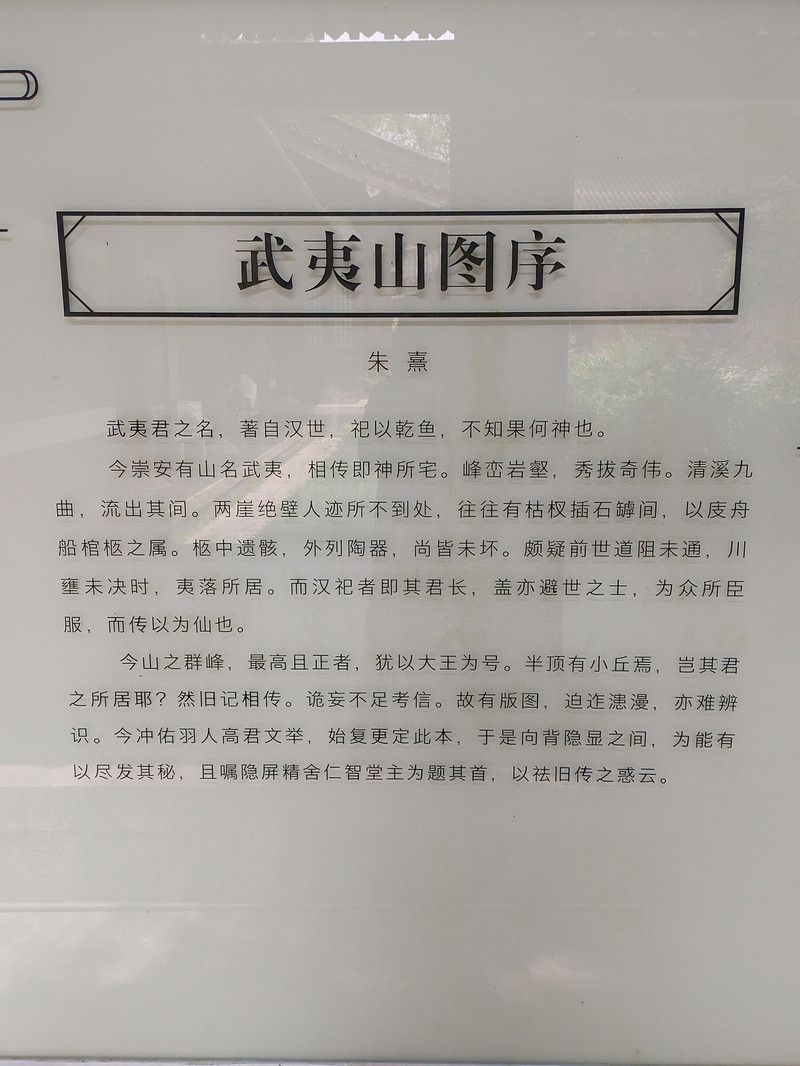 武夷山图序
朱 熹
武夷君之名，著自汉世，祀以乾鱼，不知果何神也。
今崇安有山名武夷，相传即神所宅。峰峦岩壑，秀拔奇伟。清溪九
曲，流出其间。两崖绝壁人迹所不到处，往往有枯杈插石罅间，以庋舟
船棺柩之属。柩中遗骸，外列陶器，尚皆未坏。颇疑前世道阻未通，川
壅未决时，夷落所居。而汉祀者即其君长，盖亦避世之士，为众所臣
服，而传以为仙也。
今山之群峰，最高且正者，犹以大王为号。半顶有小丘焉，岂其君
之所居耶？然旧记相传。诡妄不足考信。故有版图，迫迮漶漫，亦难辨
识。今冲佑羽人高君文举，始复更定此本，于是向背隐显之间，为能有
以尽发其秘，且嘱隐屏精舍仁智堂主为题其首，以祛旧传之惑云。